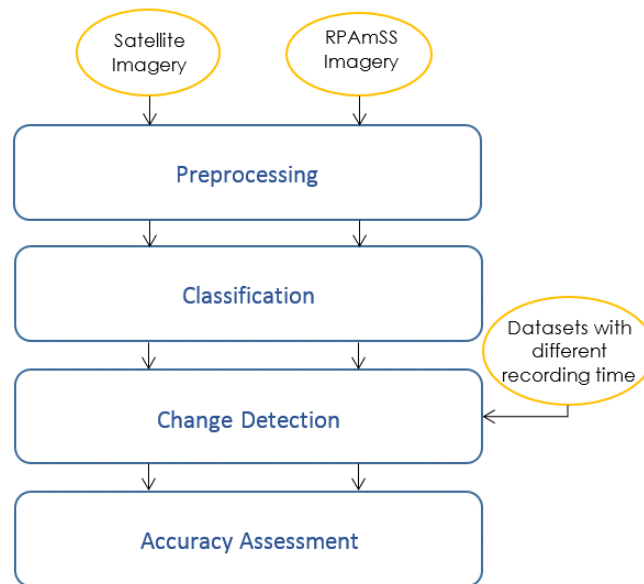 Satellite
Imagery
RPAmSS
Imagery
Preprocessing
Classification
Datasets with
different
recording time
Change Detection
Accuracy Assessment